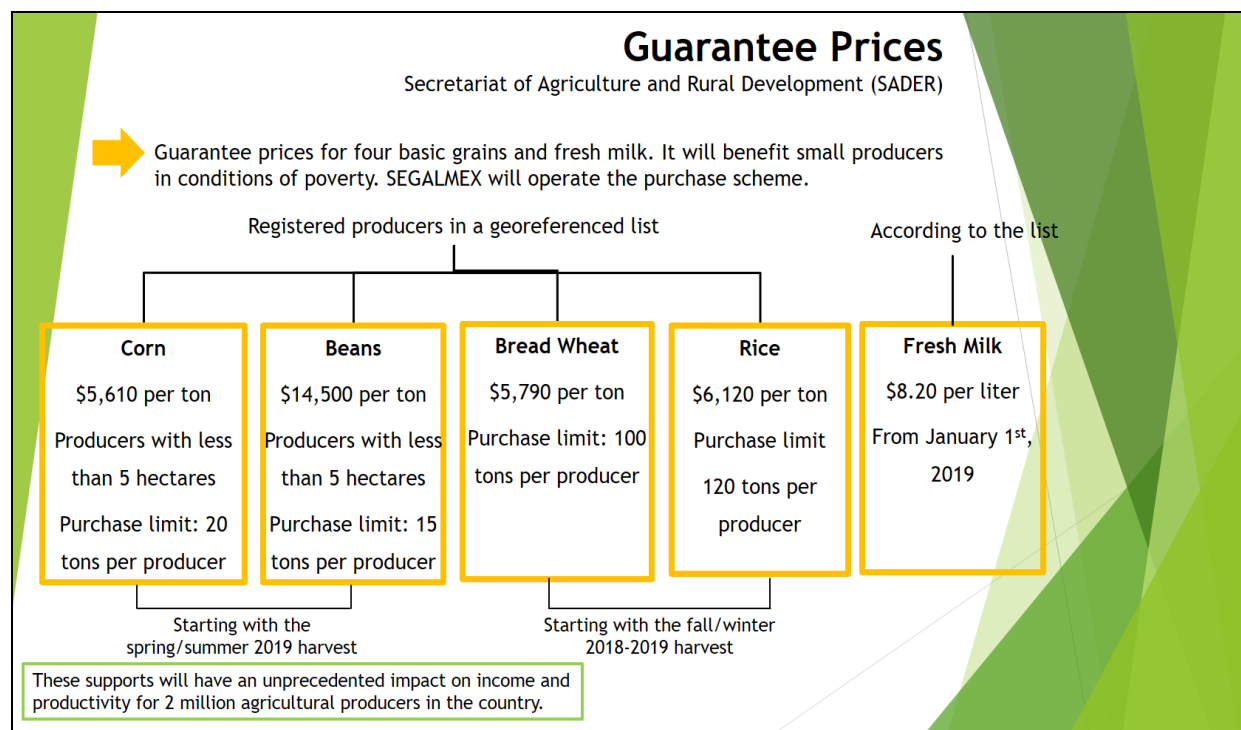 Guarantee Prices
Secretariat of Agriculture and Rural Development (SADER)
Guarantee prices for four basic grains and fresh milk. It will benefit small producers
in conditions of poverty. SEGALMEX will operate the purchase scheme.
Registered producers in a georeferenced list
According to the list
Corn
$5,610 per ton
Producers with less
than 5 hectares
Purchase limit: 20
tons per producer
Beans
$14,500 per ton
Producers with less
than 5 hectares
Purchase limit: 15
tons per producer
Bread Wheat
$5,790 per ton
Purchase limit: 100
tons per producer
Rice
$6,120 per ton
Purchase limit
120 tons per
producer
Fresh Milk
$8.20 per liter
From January 1st,
2019
Starting with the
spring/summer 2019 harvest
Starting with the fall/winter
2018-2019 harvest
These supports will have an unprecedented impact on income and
productivity for 2 million agricultural producers in the country.